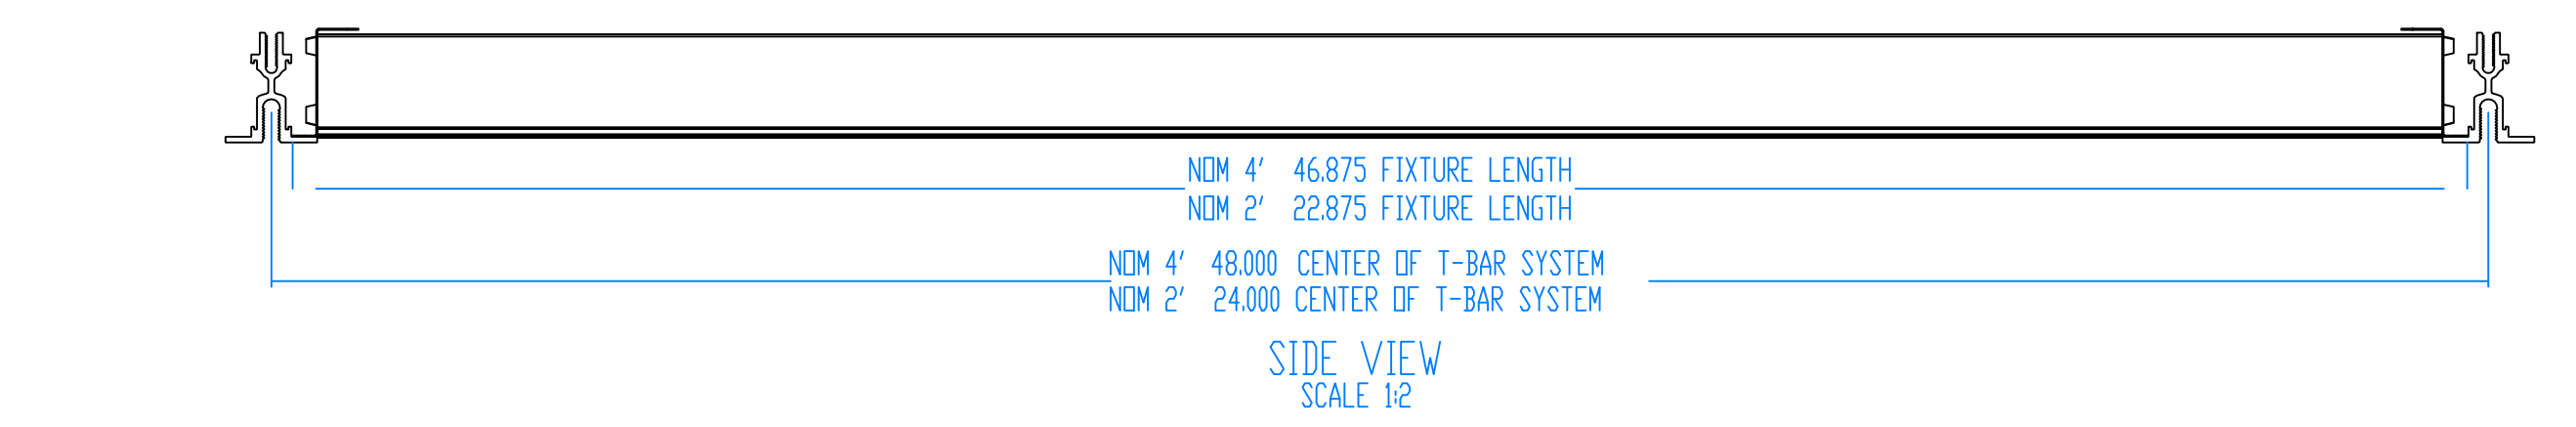 NOM 4' 46.875 FIXTURE LENGTH
NOM 2' 22.875 FIXTURE LENGTH
NOM 4' 48.000 CENTER OF T-BAR SYSTEM
NOM 2' 24.000 CENTER OF T-BAR SYSTEM
SIDE VIEW
SCALE 1:2